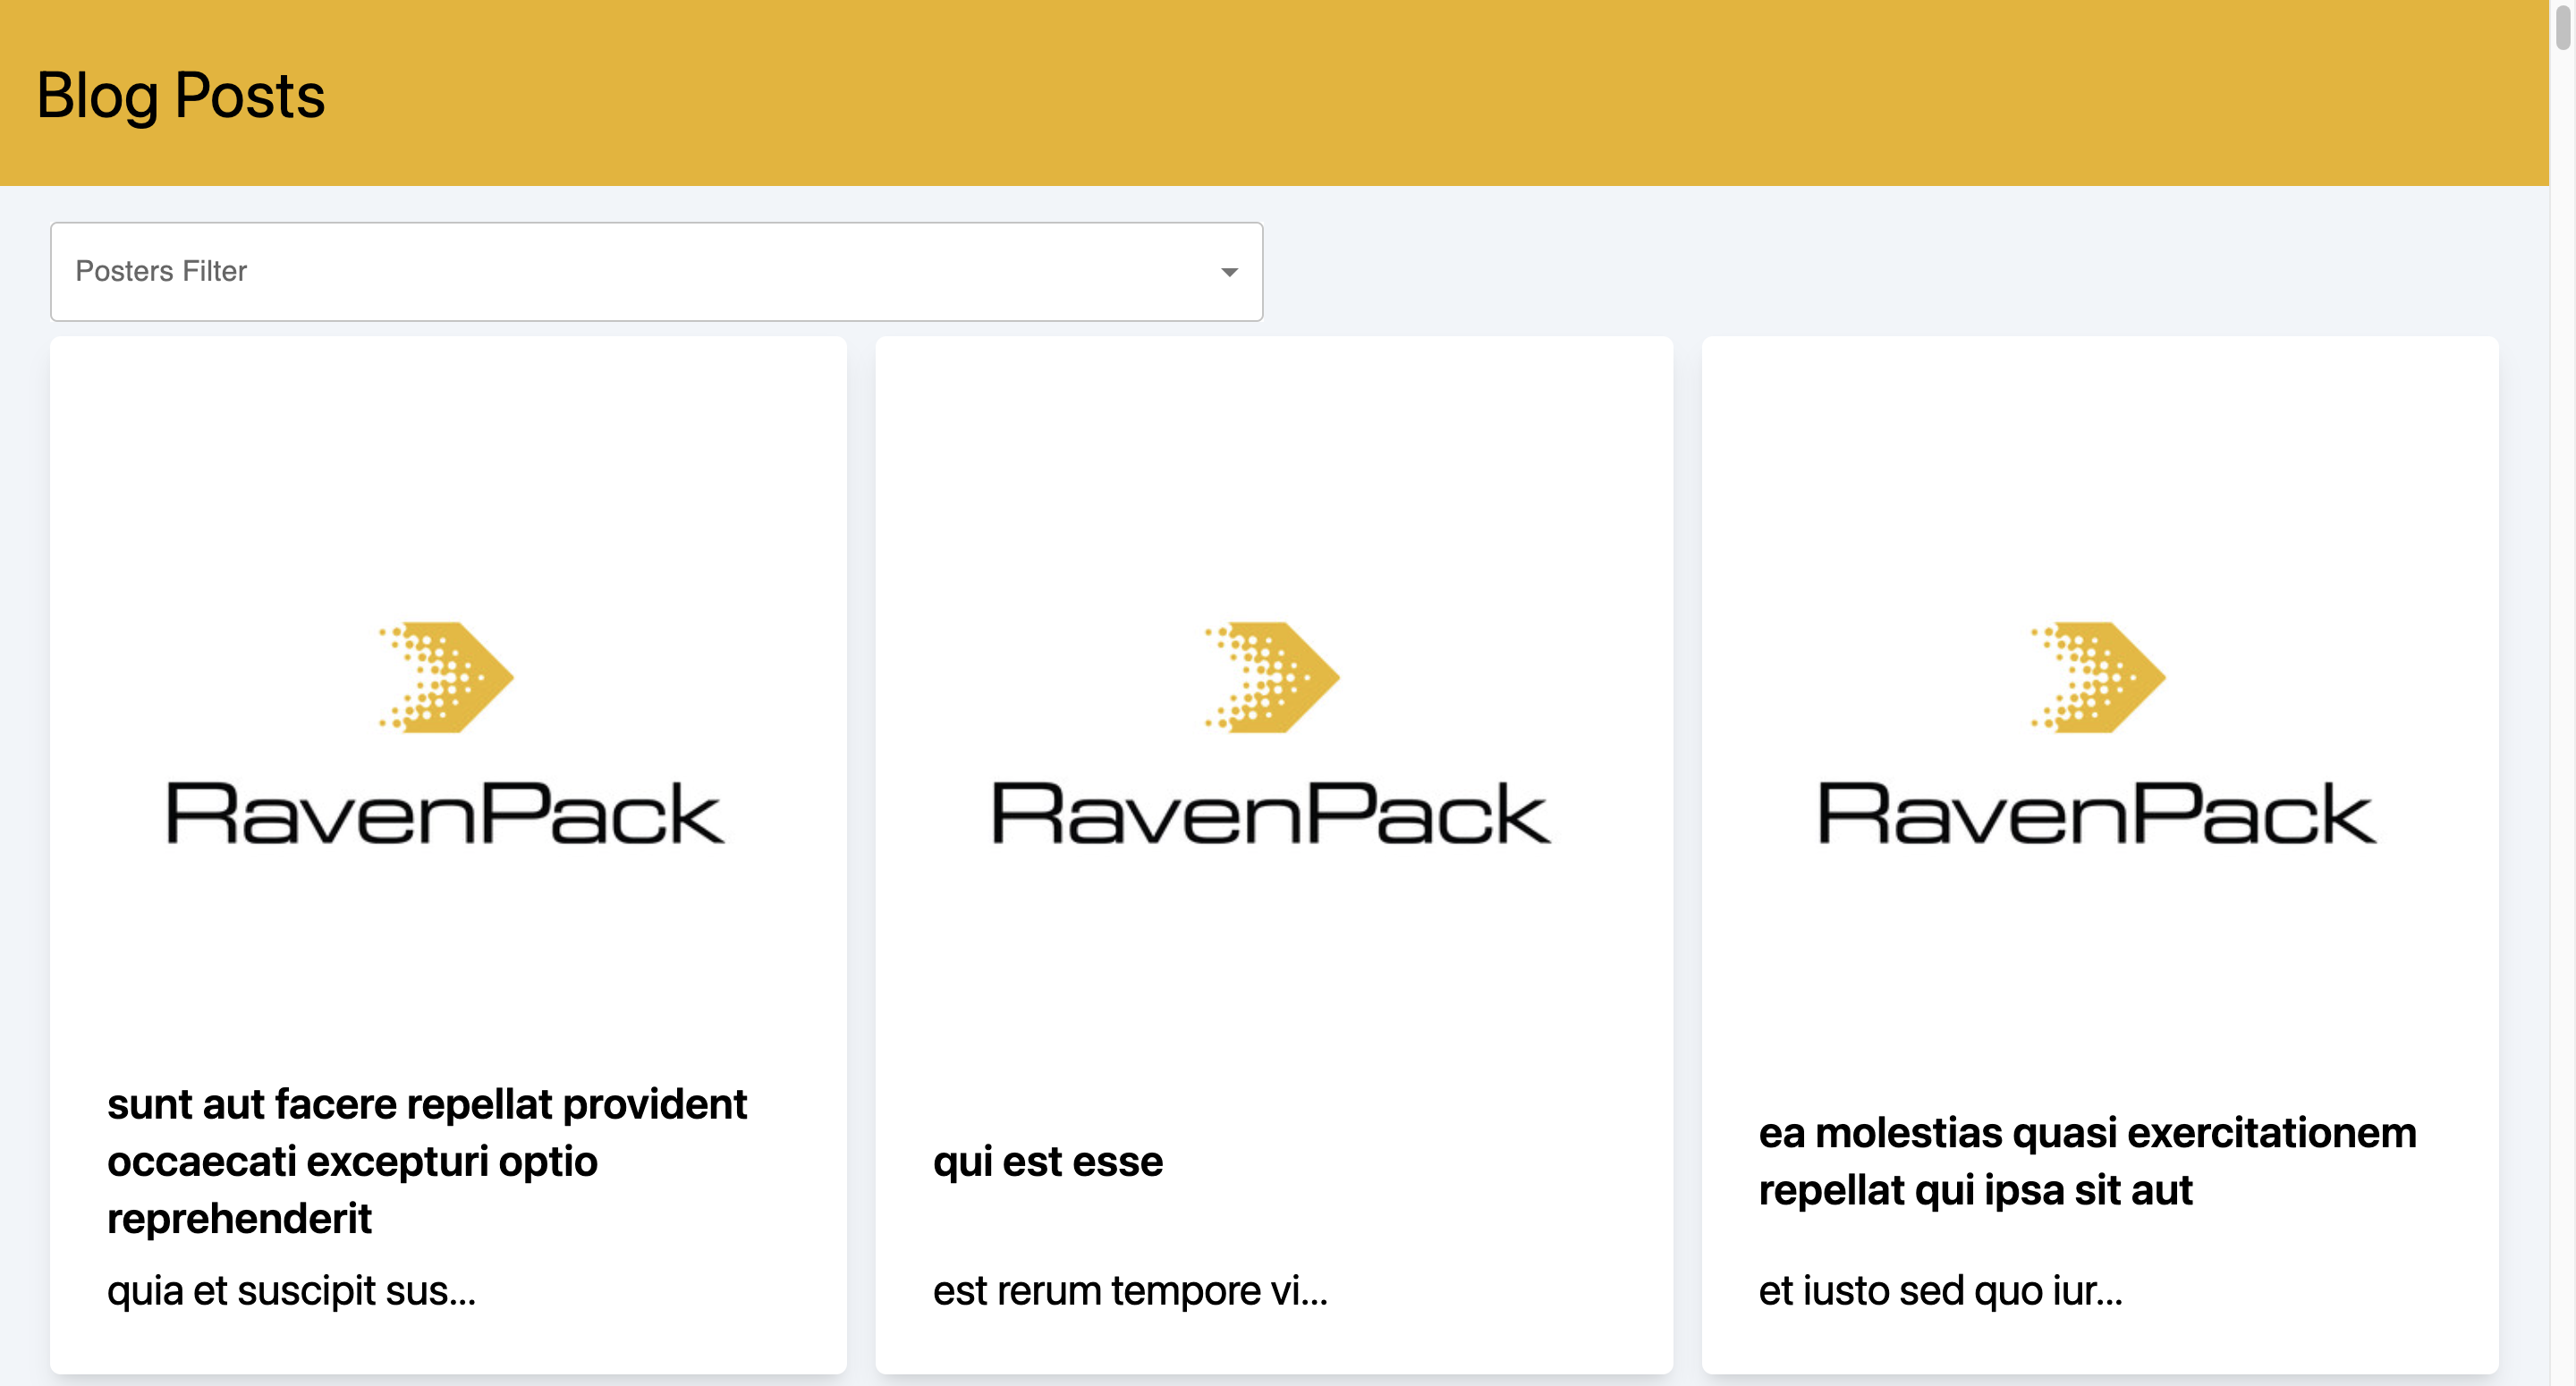 Blog Posts
Posters Filter
RavenPack
RavenPack
RavenPack
sunt aut facere repellat provident
occaecati excepturi optio
reprehenderit
quia et suscipit sus...
qui est esse
est rerum tempore vi...
ea molestias quasi exercitationem
repellat qui ipsa sit aut
et iusto sed quo iur...